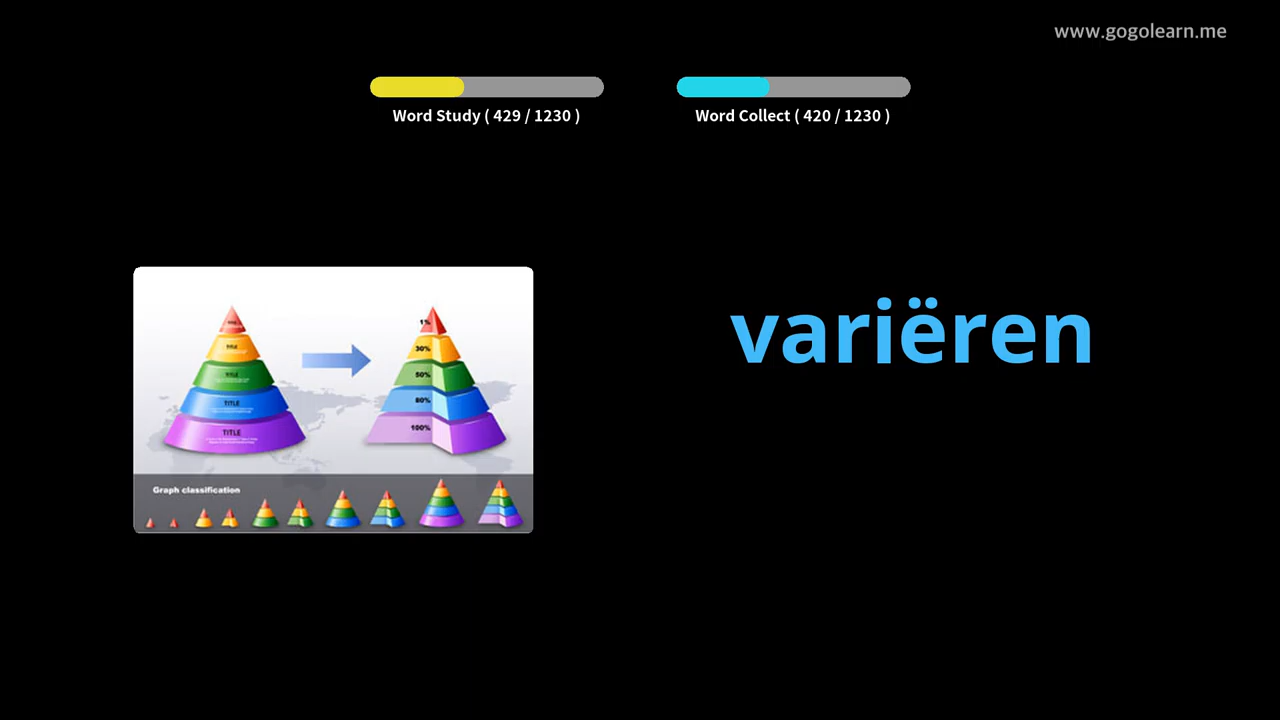 www.gogolearn.me
Word Study ( 429 / 1230 )
Word Collect ( 420 / 1230 )
variëren
TITLE
TITLE
TITLE
TITLE
1%
30%
50%
80%
100%
Graph classification